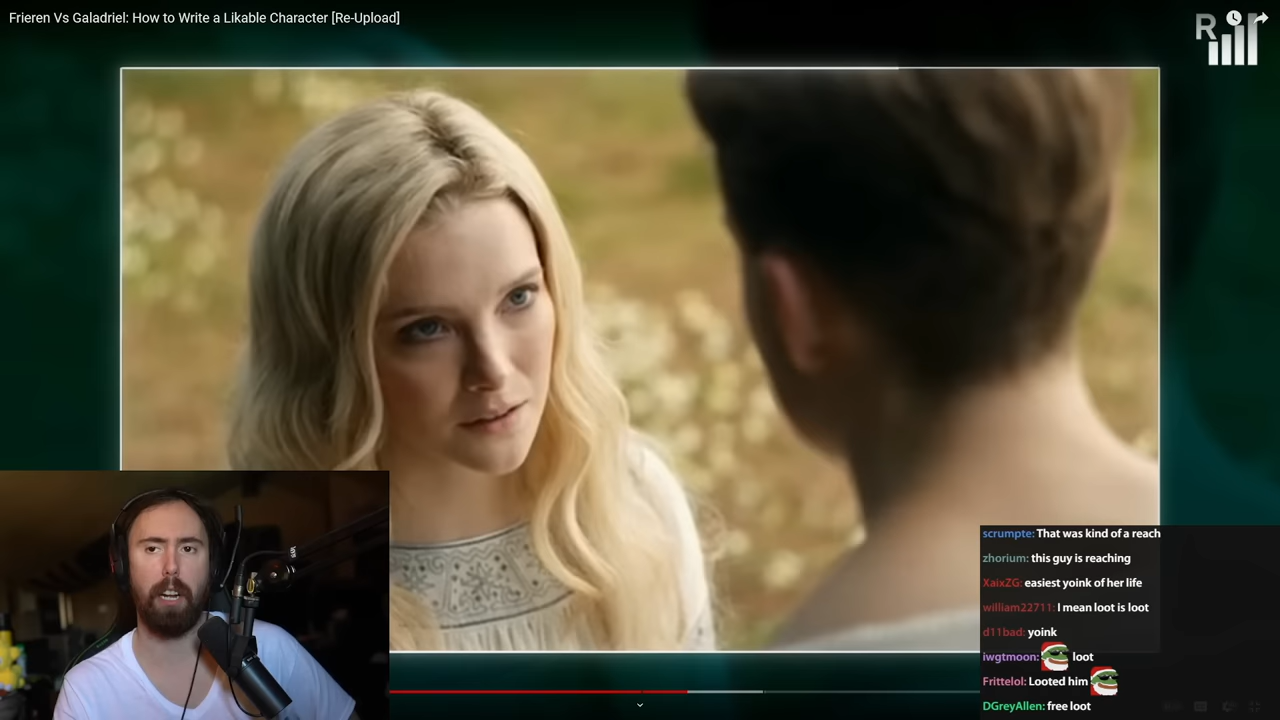 Frieren Vs Galadriel: How to Write a Likable Character [Re-Upload]
R
scrumpte: That was kind of a reach
zhorium: this guy is reaching
XaixZG: easiest yoink of her life
william22711: I mean loot is loot
d11bad: yoink
iwgtmoon: loot
Frittelol: Looted him
DGreyAllen: free loot